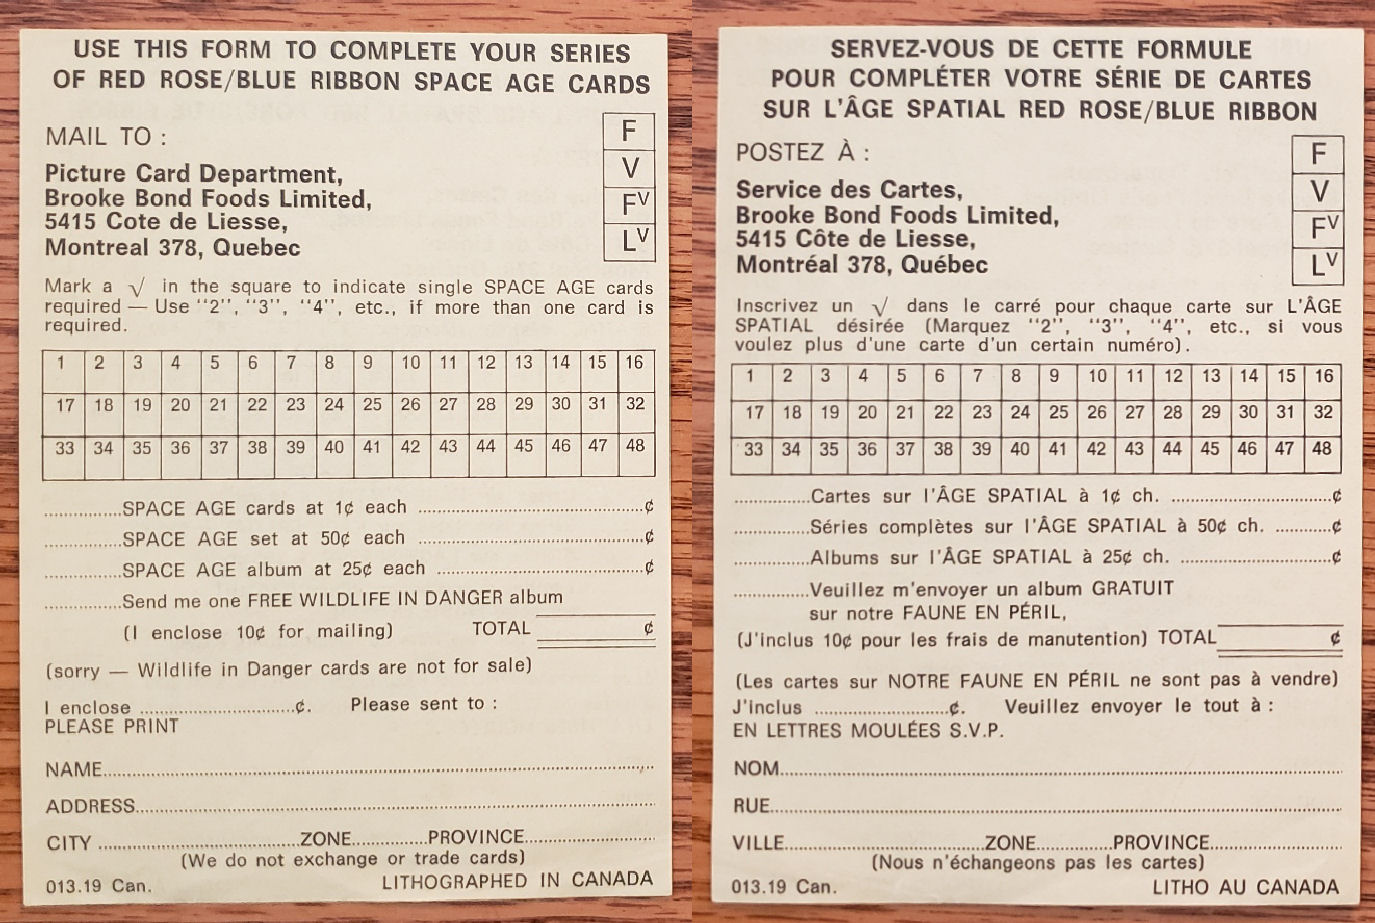 USE THIS FORM TO COMPLETE YOUR SERIES
OF RED ROSE/BLUE RIBBON SPACE AGE CARDS
MAIL TO :
F
V
FV
LV
Picture Card Department,
Brooke Bond Foods Limited,
5415 Cote de Liesse,
Montreal 378, Quebec
Mark a √ in the square to indicate single SPACE AGE cards
required — Use "2", "3", "4", etc., if more than one card is
required.
1 2 3 4 5 6 7 8 9 10 11 12 13 14 15 16
17 18 19 20 21 22 23 24 25 26 27 28 29 30 31 32
33 34 35 36 37 38 39 40 41 42 43 44 45 46 47 48
..............SPACE AGE cards at 1¢ each ..............¢
..............SPACE AGE set at 50¢ each ..............¢
..............SPACE AGE album at 25¢ each ..............¢
..............Send me one FREE WILDLIFE IN DANGER album
(I enclose 10¢ for mailing) TOTAL ¢
(sorry — Wildlife in Danger cards are not for sale)
I enclose ..............¢. Please sent to :
PLEASE PRINT
NAME..............
ADDRESS..............
CITY ..............ZONE..............PROVINCE..............
(We do not exchange or trade cards)
013.19 Can. LITHOGRAPHED IN CANADA
SERVEZ-VOUS DE CETTE FORMULE
POUR COMPLÉTER VOTRE SÉRIE DE CARTES
SUR L'ÂGE SPATIAL RED ROSE/BLUE RIBBON
POSTEZ À :
F
V
FV
LV
Service des Cartes,
Brooke Bond Foods Limited,
5415 Côte de Liesse,
Montréal 378, Québec
Inscrivez un √ dans le carré pour chaque carte sur L'ÂGE
SPATIAL désirée (Marquez "2", "3", "4", etc., si vous
voulez plus d'une carte d'un certain numéro).
1 2 3 4 5 6 7 8 9 10 11 12 13 14 15 16
17 18 19 20 21 22 23 24 25 26 27 28 29 30 31 32
33 34 35 36 37 38 39 40 41 42 43 44 45 46 47 48
..............Cartes sur l'ÂGE SPATIAL à 1¢ ch. ..............¢
..............Séries complètes sur l'ÂGE SPATIAL à 50¢ ch. ..............¢
..............Albums sur l'ÂGE SPATIAL à 25¢ ch. ..............¢
..............Veuillez m'envoyer un album GRATUIT
sur notre FAUNE EN PÉRIL,
(J'inclus 10¢ pour les frais de manutention) TOTAL ¢
(Les cartes sur NOTRE FAUNE EN PÉRIL ne sont pas à vendre)
J'inclus ..............¢. Veuillez envoyer le tout à :
EN LETTRES MOULÉES S.V.P.
NOM..............
RUE..............
VILLE..............ZONE..............PROVINCE..............
(Nous n'échangeons pas les cartes)
013.19 Can. LITHO AU CANADA